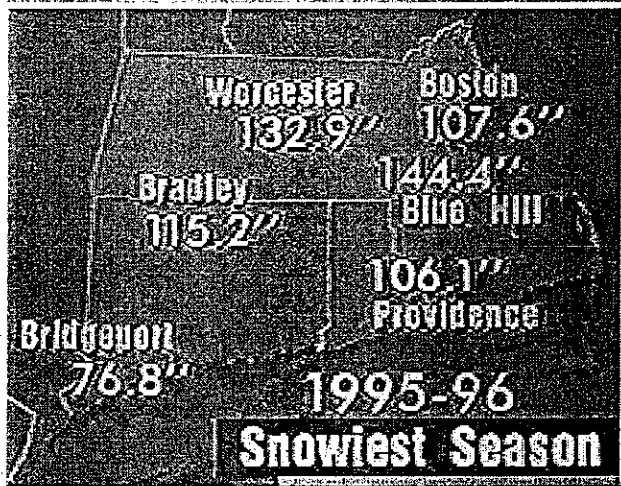 Worcester
132.9"
Boston
107.6"
144.4"
Blue Hill
Bradley
115.2"
106.1"
Providence
Bridgeport
76.8"
1995-96
Snowiest Season